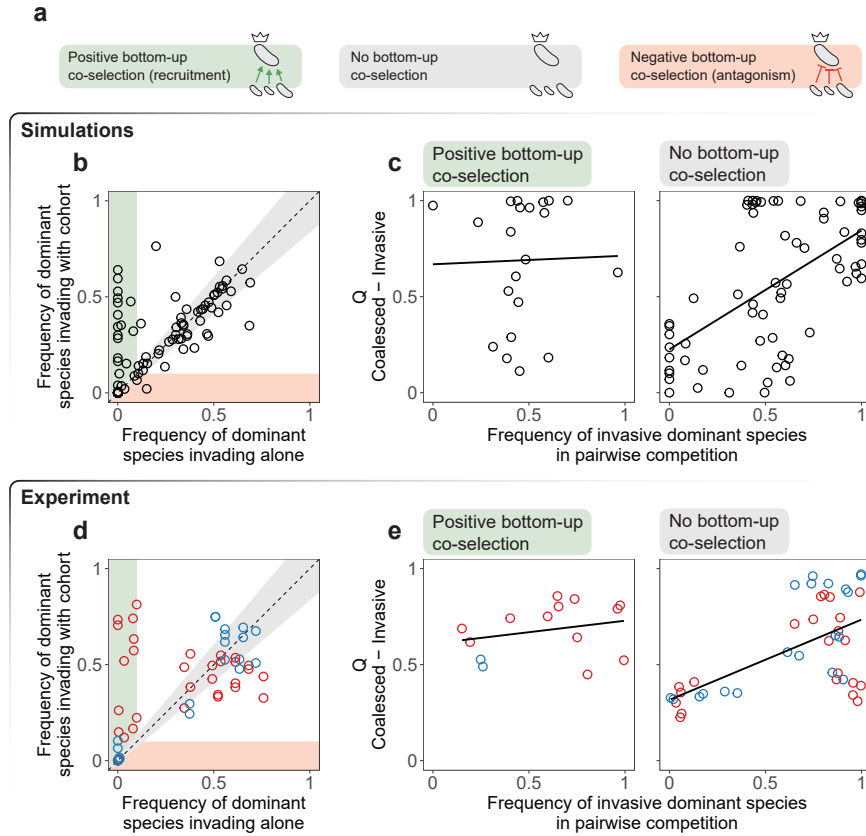 a
Positive bottom-up
co-selection (recruitment)
No bottom-up
co-selection
Negative bottom-up
co-selection (antagonism)
Simulations
b
Frequency of dominant
species invading with cohort
1
0.5
0
0
0.5
1
Frequency of dominant
species invading alone
c
Positive bottom-up
co-selection
No bottom-up
co-selection
Q
Coalesced − Invasive
1
0.5
0
0
0.5
1
0
0.5
1
Frequency of invasive dominant species
in pairwise competition
Experiment
d
Frequency of dominant
species invading with cohort
1
0.5
0
0
0.5
1
Frequency of dominant
species invading alone
e
Positive bottom-up
co-selection
No bottom-up
co-selection
Q
Coalesced − Invasive
1
0.5
0
0
0.5
1
0
0.5
1
Frequency of invasive dominant species
in pairwise competition